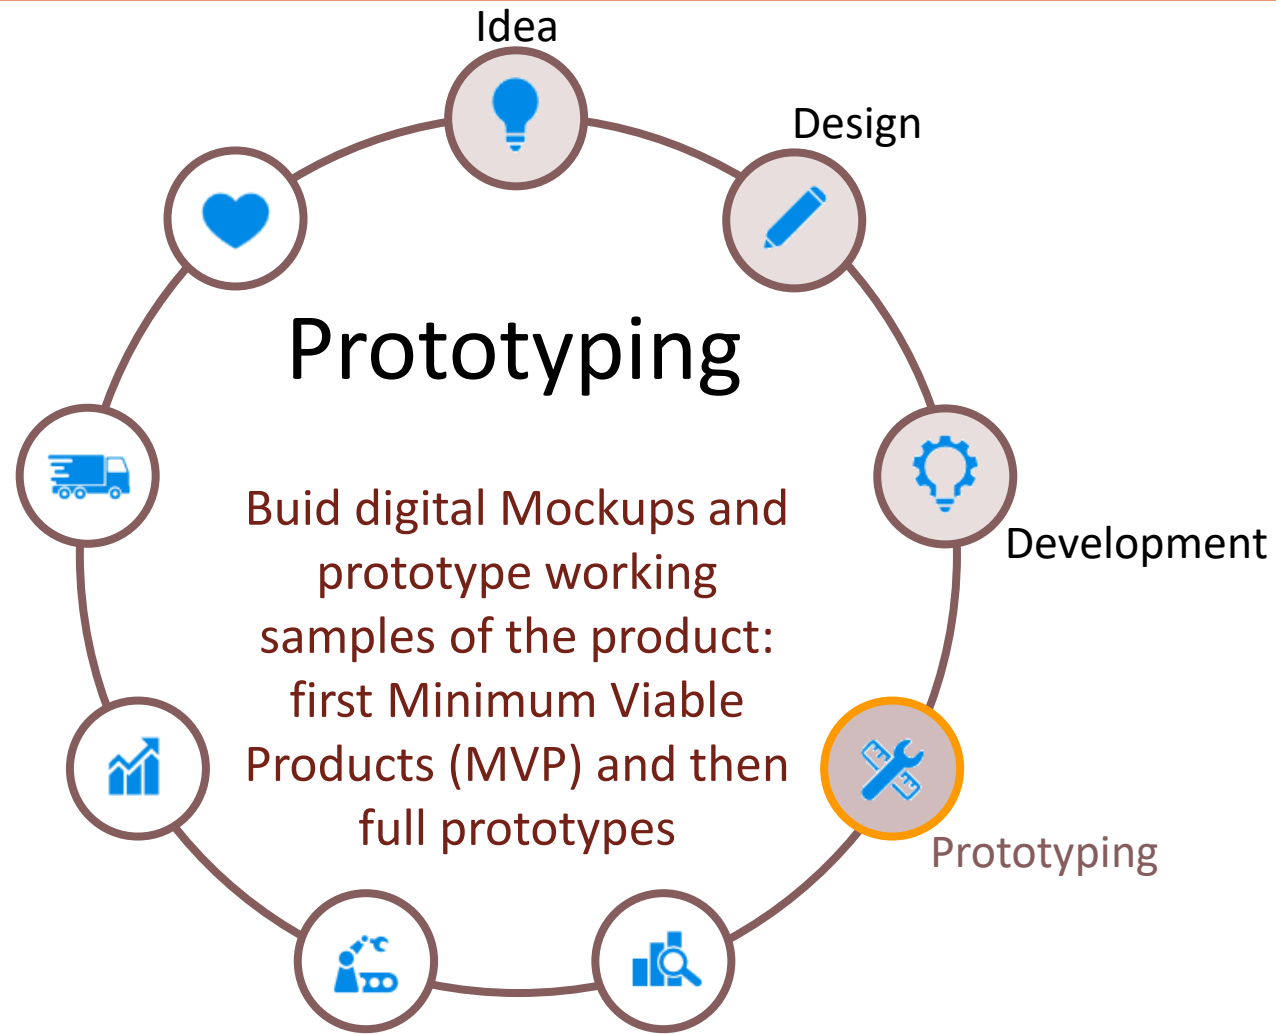 Idea
Design
Prototyping
Buid digital Mockups and
prototype working
samples of the product:
first Minimum Viable
Products (MVP) and then
full prototypes
Development
Prototyping